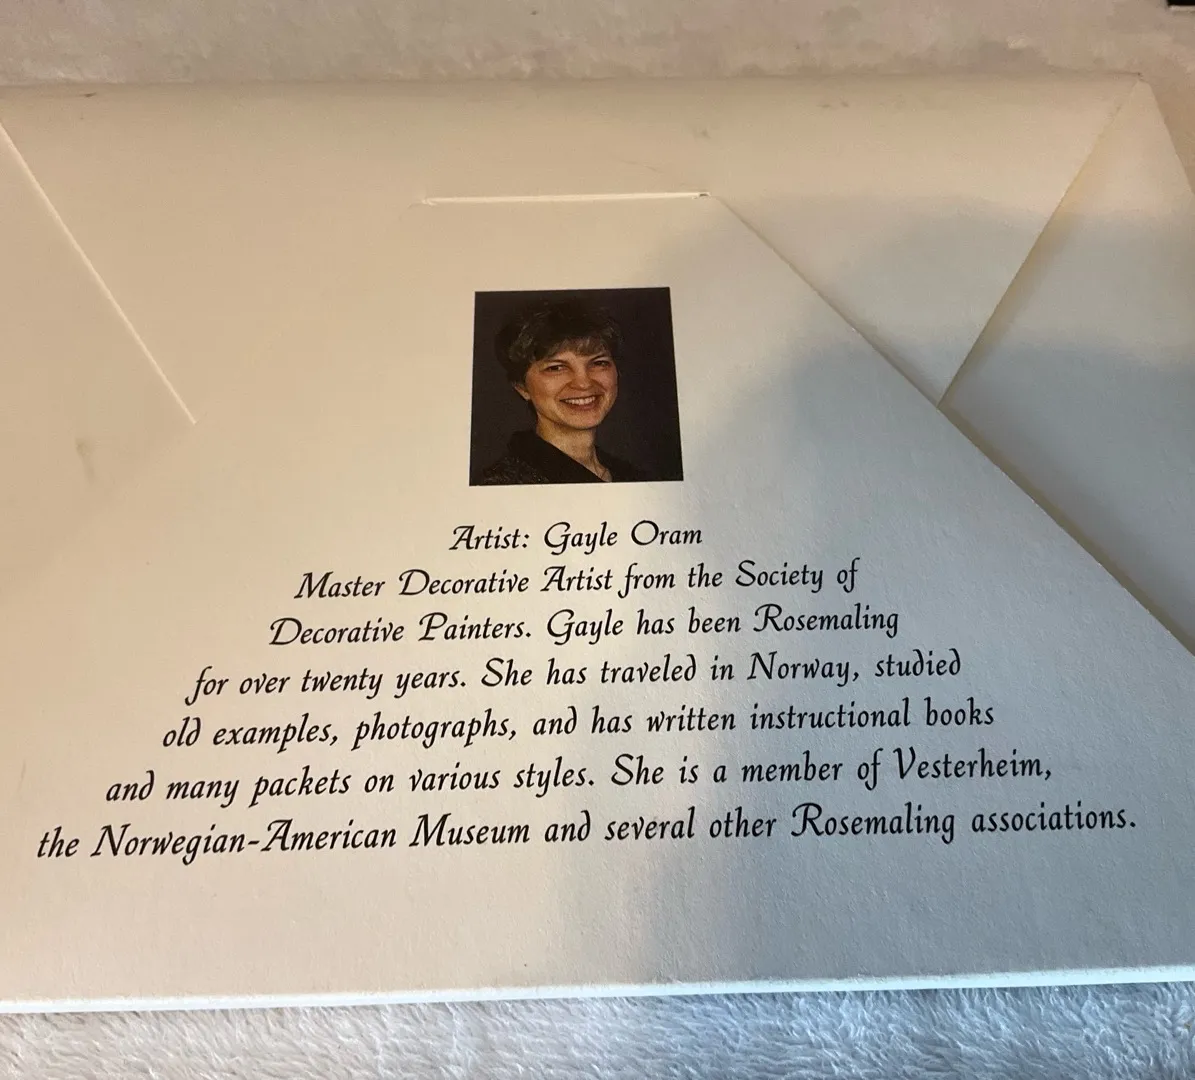 Artist: Gayle Oram
Master Decorative Artist from the Society of
Decorative Painters. Gayle has been Rosemaling
for over twenty years. She has traveled in Norway, studied
old examples, photographs, and has written instructional books
and many packets on various styles. She is a member of Vesterheim,
the Norwegian-American Museum and several other Rosemaling associations.